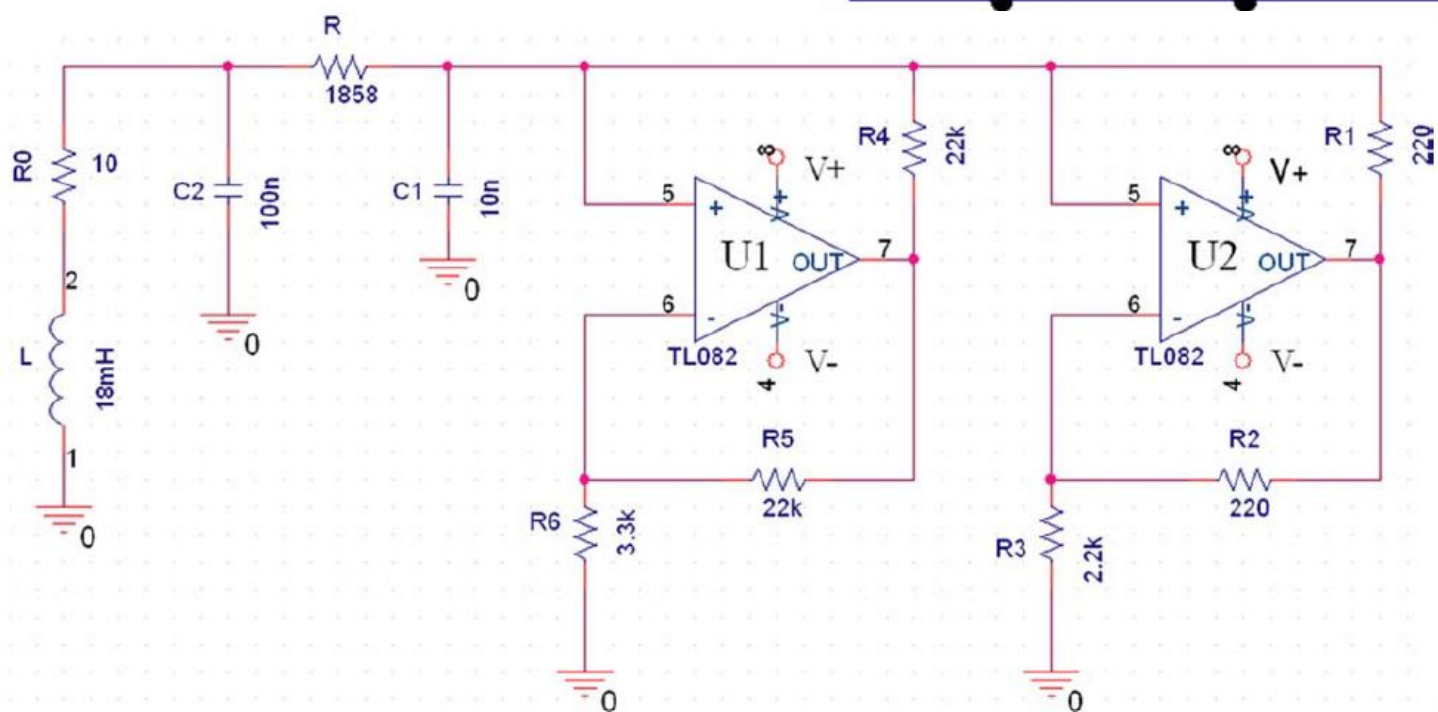 R
1858
R0
10
C2
100n
C1
10n
R4
22k
R1
220
8
V+
V+
8
V+
V+
5
+
U1
OUT
7
5
+
U2
OUT
7
2
0
6
-
V-
V-
4
TL082
6
-
V-
V-
4
TL082
0
L
18mH
1
0
R5
22k
R2
220
R6
3.3k
R3
2.2k
0
0